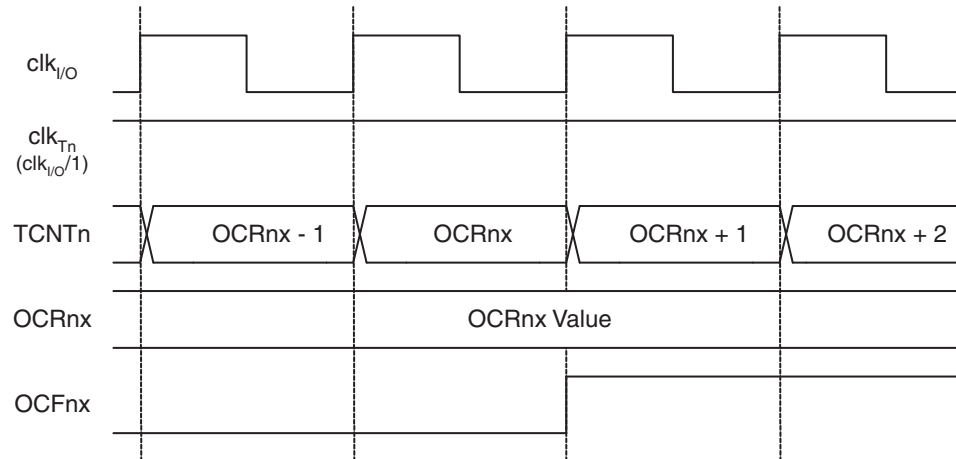 clkI/O
clkTn
(clkI/O/1)
TCNTn
OCRnx - 1
OCRnx
OCRnx + 1
OCRnx + 2
OCRnx
OCRnx Value
OCFnx